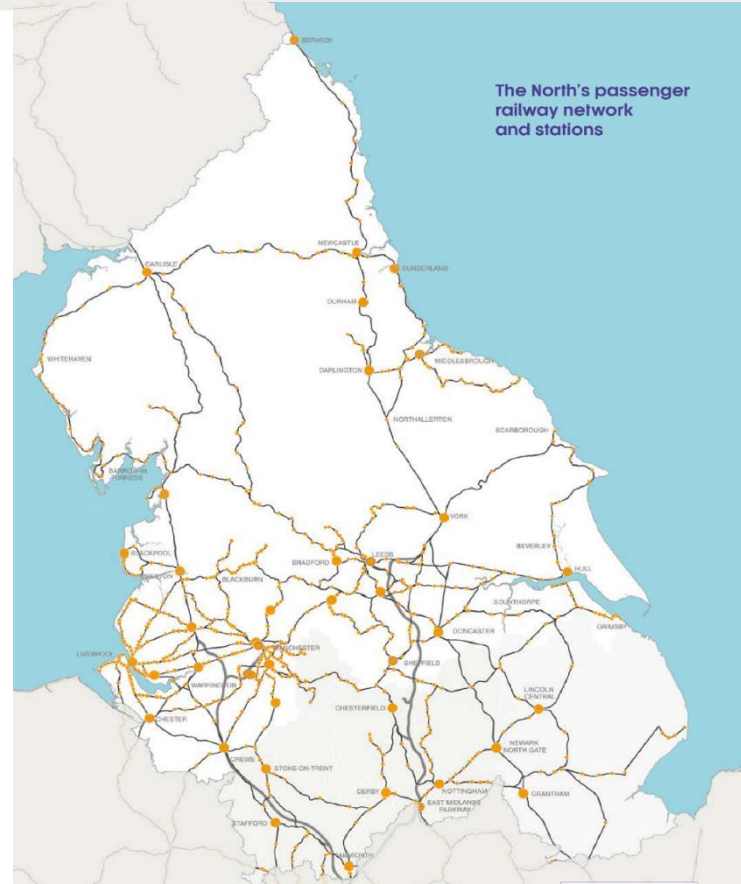 BERWICK
The North's passenger
railway network
and stations
NEWCASTLE
CARLISLE
SUNDERLAND
DURHAM
WHITEHAVEN
MIDDLESBROUGH
DARLINGTON
NORTHALLERTON
SCARBOROUGH
BARROW-IN-
FURNESS
YORK
BEVERLEY
BLACKPOOL
LEEDS
BRADFORD
HULL
PRESTON
BLACKBURN
SCUNTHORPE
GRIMSBY
DONCASTER
MANCHESTER
LIVERPOOL
SHEFFIELD
WARRINGTON
LINCOLN
CENTRAL
CHESTERFIELD
CHESTER
NEWARK
NORTH GATE
CREWE
STOKE-ON-TRENT
NOTTINGHAM
DERBY
GRANTHAM
EAST MIDLANDS
PARKWAY
STAFFORD
TAMWORTH